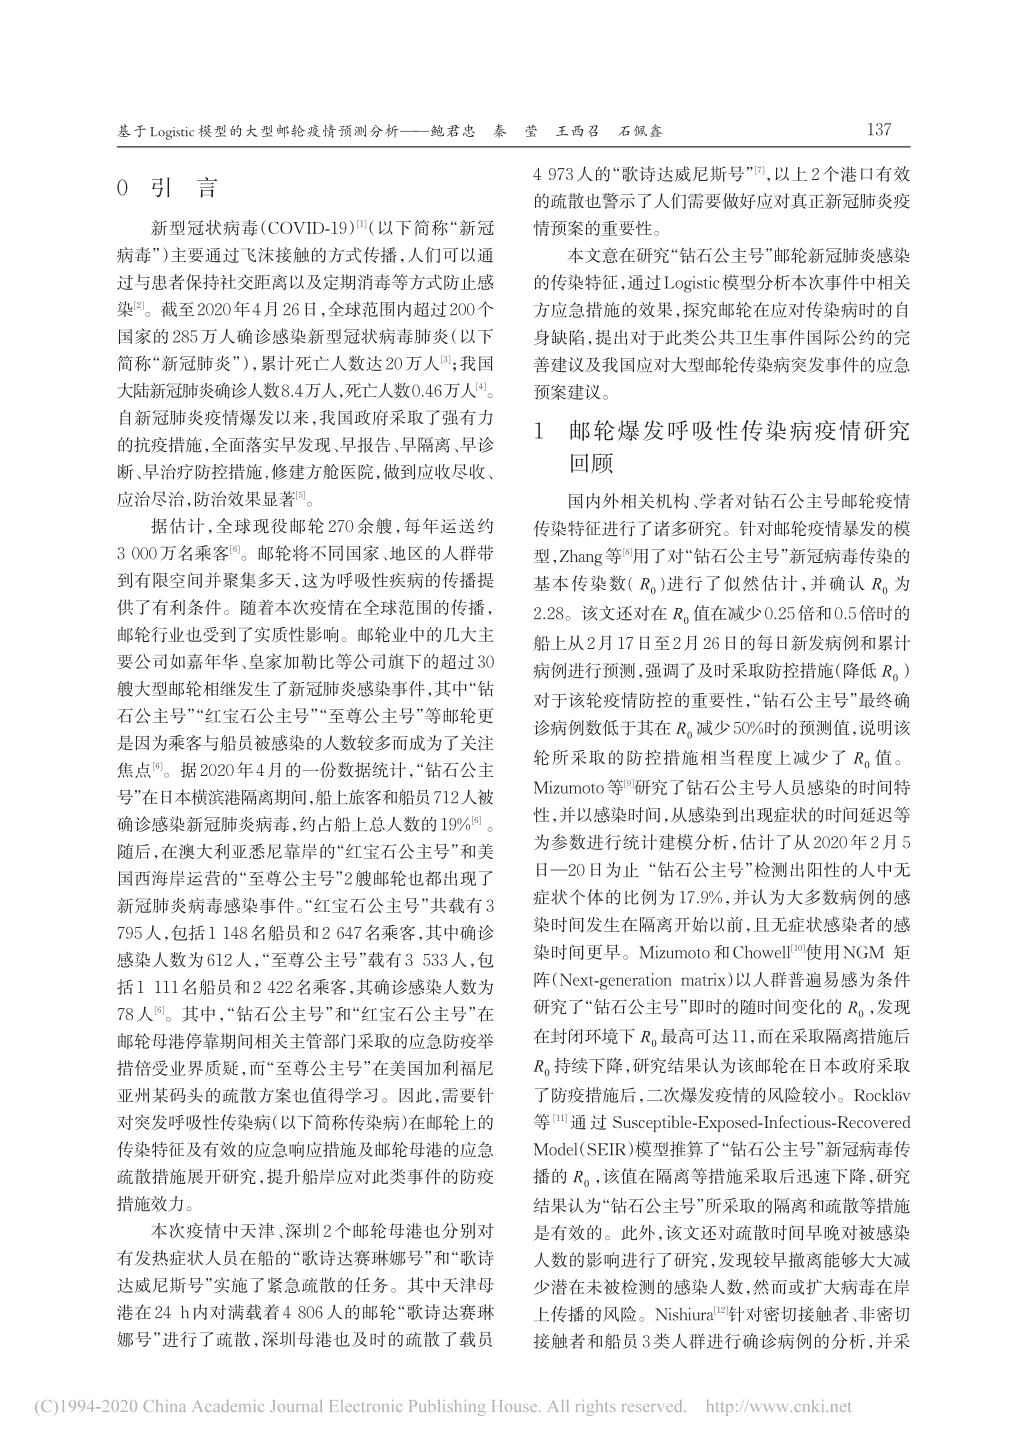 基于Logistic模型的大型邮轮疫情预测分析——鲍君忠 秦 莹 王西召 石佩鑫 137
0 引 言
新型冠状病毒(COVID-19)[1](以下简称“新冠
病毒”)主要通过飞沫接触的方式传播,人们可以通
过与患者保持社交距离以及定期消毒等方式防止感
染[2]。截至2020年4月26日,全球范围内超过200个
国家的285万人确诊感染新型冠状病毒肺炎(以下
简称“新冠肺炎”),累计死亡人数达20万人[3];我国
大陆新冠肺炎确诊人数8.4万人,死亡人数0.46万人[4]。
自新冠肺炎疫情爆发以来,我国政府采取了强有力
的抗疫措施,全面落实早发现、早报告、早隔离、早诊
断、早治疗防控措施,修建方舱医院,做到应收尽收、
应治尽治,防治效果显著[5]。
据估计,全球现役邮轮270余艘,每年运送约
3 000万名乘客[6]。邮轮将不同国家、地区的人群带
到有限空间并聚集多天,这为呼吸性疾病的传播提
供了有利条件。随着本次疫情在全球范围的传播,
邮轮行业也受到了实质性影响。邮轮业中的几大主
要公司如嘉年华、皇家加勒比等公司旗下的超过30
艘大型邮轮相继发生了新冠肺炎感染事件,其中“钻
石公主号”“红宝石公主号”“至尊公主号”等邮轮更
是因为乘客与船员被感染的人数较多而成为了关注
焦点[6]。据2020年4月的一份数据统计,“钻石公主
号”在日本横滨港隔离期间,船上旅客和船员712人被
确诊感染新冠肺炎病毒,约占船上总人数的19%[6]。
随后,在澳大利亚悉尼靠岸的“红宝石公主号”和美
国西海岸运营的“至尊公主号”2艘邮轮也都出现了
新冠肺炎病毒感染事件。“红宝石公主号”共载有3
795人,包括1 148名船员和2 647名乘客,其中确诊
感染人数为612人,“至尊公主号”载有3 533人,包
括1 111名船员和2 422名乘客,其确诊感染人数为
78人[6]。其中,“钻石公主号”和“红宝石公主号”在
邮轮母港停靠期间相关主管部门采取的应急防疫举
措倍受业界质疑,而“至尊公主号”在美国加利福尼
亚州某码头的疏散方案也值得学习。因此,需要针
对突发呼吸性传染病(以下简称传染病)在邮轮上的
传染特征及有效的应急响应措施及邮轮母港的应急
疏散措施展开研究,提升船岸应对此类事件的防疫
措施效力。
本次疫情中天津、深圳2个邮轮母港也分别对
有发热症状人员在船的“歌诗达赛琳娜号”和“歌诗
达威尼斯号”实施了紧急疏散的任务。其中天津母
港在24 h内对满载着4 806人的邮轮“歌诗达赛琳
娜号”进行了疏散,深圳母港也及时的疏散了载员
4 973人的“歌诗达威尼斯号”[7],以上2个港口有效
的疏散也警示了人们需要做好应对真正新冠肺炎疫
情预案的重要性。
本文意在研究“钻石公主号”邮轮新冠肺炎感染
的传染特征,通过Logistic模型分析本次事件中相关
方应急措施的效果,探究邮轮在应对传染病时的自
身缺陷,提出对于此类公共卫生事件国际公约的完
善建议及我国应对大型邮轮传染病突发事件的应急
预案建议。
1 邮轮爆发呼吸性传染病疫情研究
回顾
国内外相关机构、学者对钻石公主号邮轮疫情
传染特征进行了诸多研究。针对邮轮疫情暴发的模
型,Zhang等[8]用了对“钻石公主号”新冠病毒传染的
基本传染数( R0 )进行了似然估计,并确认 R0 为
2.28。该文还对在 R0 值在减少0.25倍和0.5倍时的
船上从2月17日至2月26日的每日新发病例和累计
病例进行预测,强调了及时采取防控措施(降低 R0 )
对于该轮疫情防控的重要性,“钻石公主号”最终确
诊病例数低于其在 R0 减少50%时的预测值,说明该
轮所采取的防控措施相当程度上减少了 R0 值。
Mizumoto等[9]研究了钻石公主号人员感染的时间特
性,并以感染时间,从感染到出现症状的时间延迟等
为参数进行统计建模分析,估计了从2020年2月5
日—20日为止 “钻石公主号”检测出阳性的人中无
症状个体的比例为17.9%,并认为大多数病例的感
染时间发生在隔离开始以前,且无症状感染者的感
染时间更早。Mizumoto和Chowell[10]使用NGM 矩
阵(Next-generation matrix)以人群普遍易感为条件
研究了“钻石公主号”即时的随时间变化的 R0 ,发现
在封闭环境下 R0 最高可达11,而在采取隔离措施后
R0 持续下降,研究结果认为该邮轮在日本政府采取
了防疫措施后,二次爆发疫情的风险较小。Rocklöv
等[11]通过 Susceptible-Exposed-Infectious-Recovered
Model(SEIR)模型推算了“钻石公主号”新冠病毒传
播的 R0 ,该值在隔离等措施采取后迅速下降,研究
结果认为“钻石公主号”所采取的隔离和疏散等措施
是有效的。此外,该文还对疏散时间早晚对被感染
人数的影响进行了研究,发现较早撤离能够大大减
少潜在未被检测的感染人数,然而或扩大病毒在岸
上传播的风险。Nishiura[12]针对密切接触者、非密切
接触者和船员3类人群进行确诊病例的分析,并采
(C)1994-2020 China Academic Journal Electronic Publishing House. All rights reserved. http://www.cnki.net